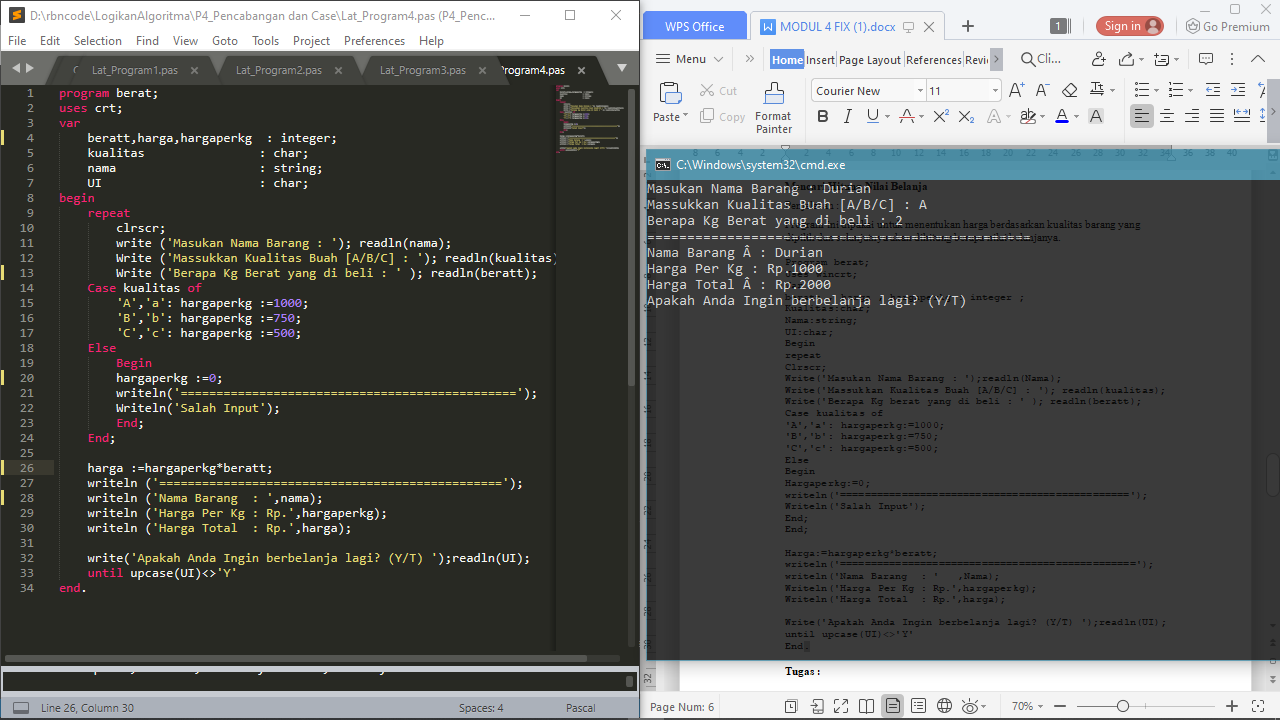 D:\rbncode\LogikanAlgoritma\P4_Pencabangan dan Case\Lat_Program4.pas (P4_Penc...
File Edit Selection Find View Goto Tools Project Preferences Help
Lat_Program1.pas Lat_Program2.pas Lat_Program3.pas rogram4.pas
1 program berat;
2 uses crt;
3 var
4 beratt,harga,hargaperkg : integer;
5 kualitas : char;
6 nama : string;
7 UI : char;
8 begin
9 repeat
10 clrscr;
11 write ('Masukan Nama Barang : '); readln(nama);
12 Write ('Massukkan Kualitas Buah [A/B/C] : '); readln(kualitas)
13 Write ('Berapa Kg Berat yang di beli : ' ); readln(beratt);
14 Case kualitas of
15 'A','a': hargaperkg :=1000;
16 'B','b': hargaperkg :=750;
17 'C','c': hargaperkg :=500;
18 Else
19 Begin
20 hargaperkg :=0;
21 writeln('===============================================');
22 Writeln('Salah Input');
23 End;
24 End;
25
26 harga :=hargaperkg*beratt;
27 writeln ('================================================');
28 writeln ('Nama Barang  : ',nama);
29 writeln ('Harga Per Kg : Rp.',hargaperkg);
30 writeln ('Harga Total  : Rp.',harga);
31
32 write('Apakah Anda Ingin berbelanja lagi? (Y/T) ');readln(UI);
33 until upcase(UI)<>'Y'
34 end.
Line 26, Column 30 Spaces: 4 Pascal
WPS Office MODUL 4 FIX (1).docx 1 Sign in Go Premium
Menu Home Insert Page Layout References Revi Cli...
Paste Cut Copy Format Painter Courier New 11
C:\Windows\system32\cmd.exe
Masukan Nama Barang : Durian
Massukkan Kualitas Buah [A/B/C] : A
Berapa Kg Berat yang di beli : 2
================================================
Nama Barang Â : Durian
Harga Per Kg : Rp.1000
Harga Total Â : Rp.2000
Apakah Anda Ingin berbelanja lagi? (Y/T)
Nama:string;
UI:char;
Begin
repeat
Clrscr;
Write('Masukan Nama Barang : ');readln(Nama);
Write('Massukkan Kualitas Buah [A/B/C] : '); readln(kualitas);
Write('Berapa Kg berat yang di beli : ' ); readln(beratt);
Case kualitas of
'A','a': hargaperkg:=1000;
'B','b': hargaperkg:=750;
'C','c': hargaperkg:=500;
Else
Begin
Hargaperkg:=0;
writeln('===========================================');
Writeln('Salah Input');
End;
End;
Harga:=hargaperkg*beratt;
writeln('============================================');
writeln('Nama Barang  : '   ,Nama);
Writeln('Harga Per Kg : Rp.',hargaperkg);
Writeln('Harga Total  : Rp.',harga);
Write('Apakah Anda Ingin berbelanja lagi? (Y/T) ');readln(UI);
until upcase(UI)<>'Y'
End.
Tugas :
Page Num: 6 70%